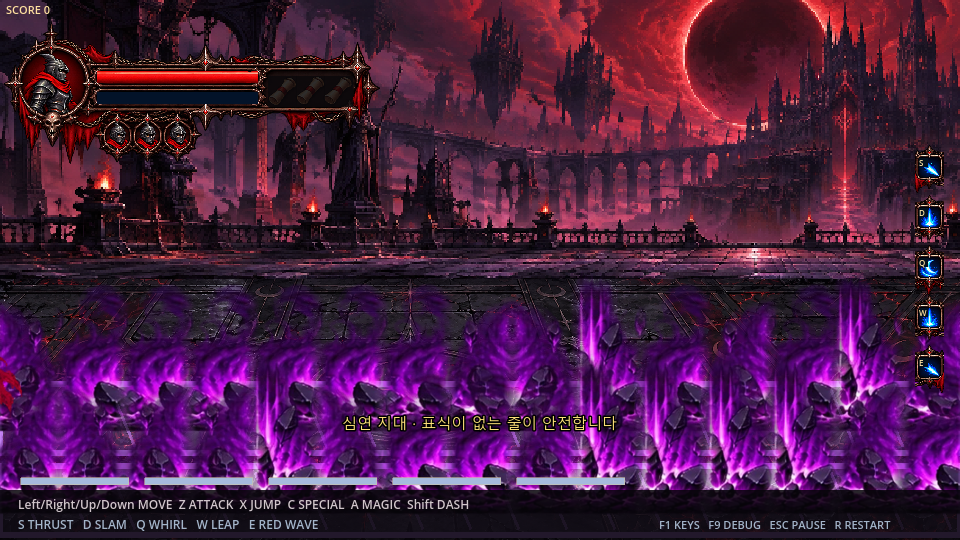 SCORE 0
S
D
Q
W
E
심연 지대 · 표식이 없는 줄이 안전합니다
Left/Right/Up/Down MOVE Z ATTACK X JUMP C SPECIAL A MAGIC Shift DASH
S THRUST D SLAM Q WHIRL W LEAP E RED WAVE
F1 KEYS F9 DEBUG ESC PAUSE R RESTART